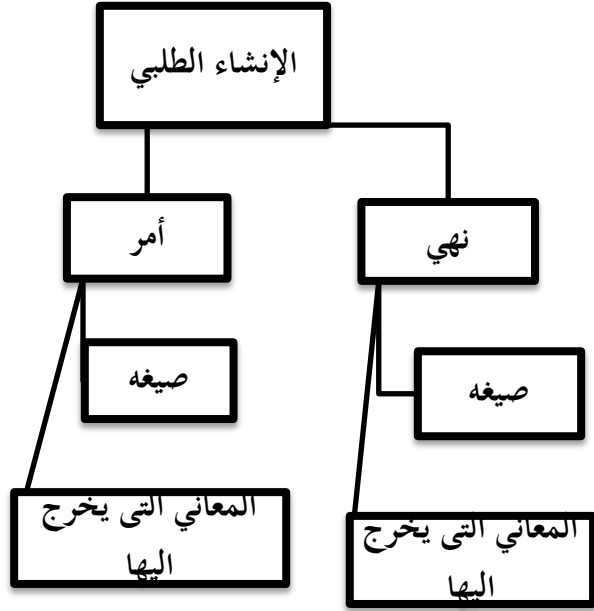 الإنشاء الطلبي
نهي
أمر
صيغه
صيغه
المعاني التى يخرج
اليها
المعاني التى يخرج
اليها